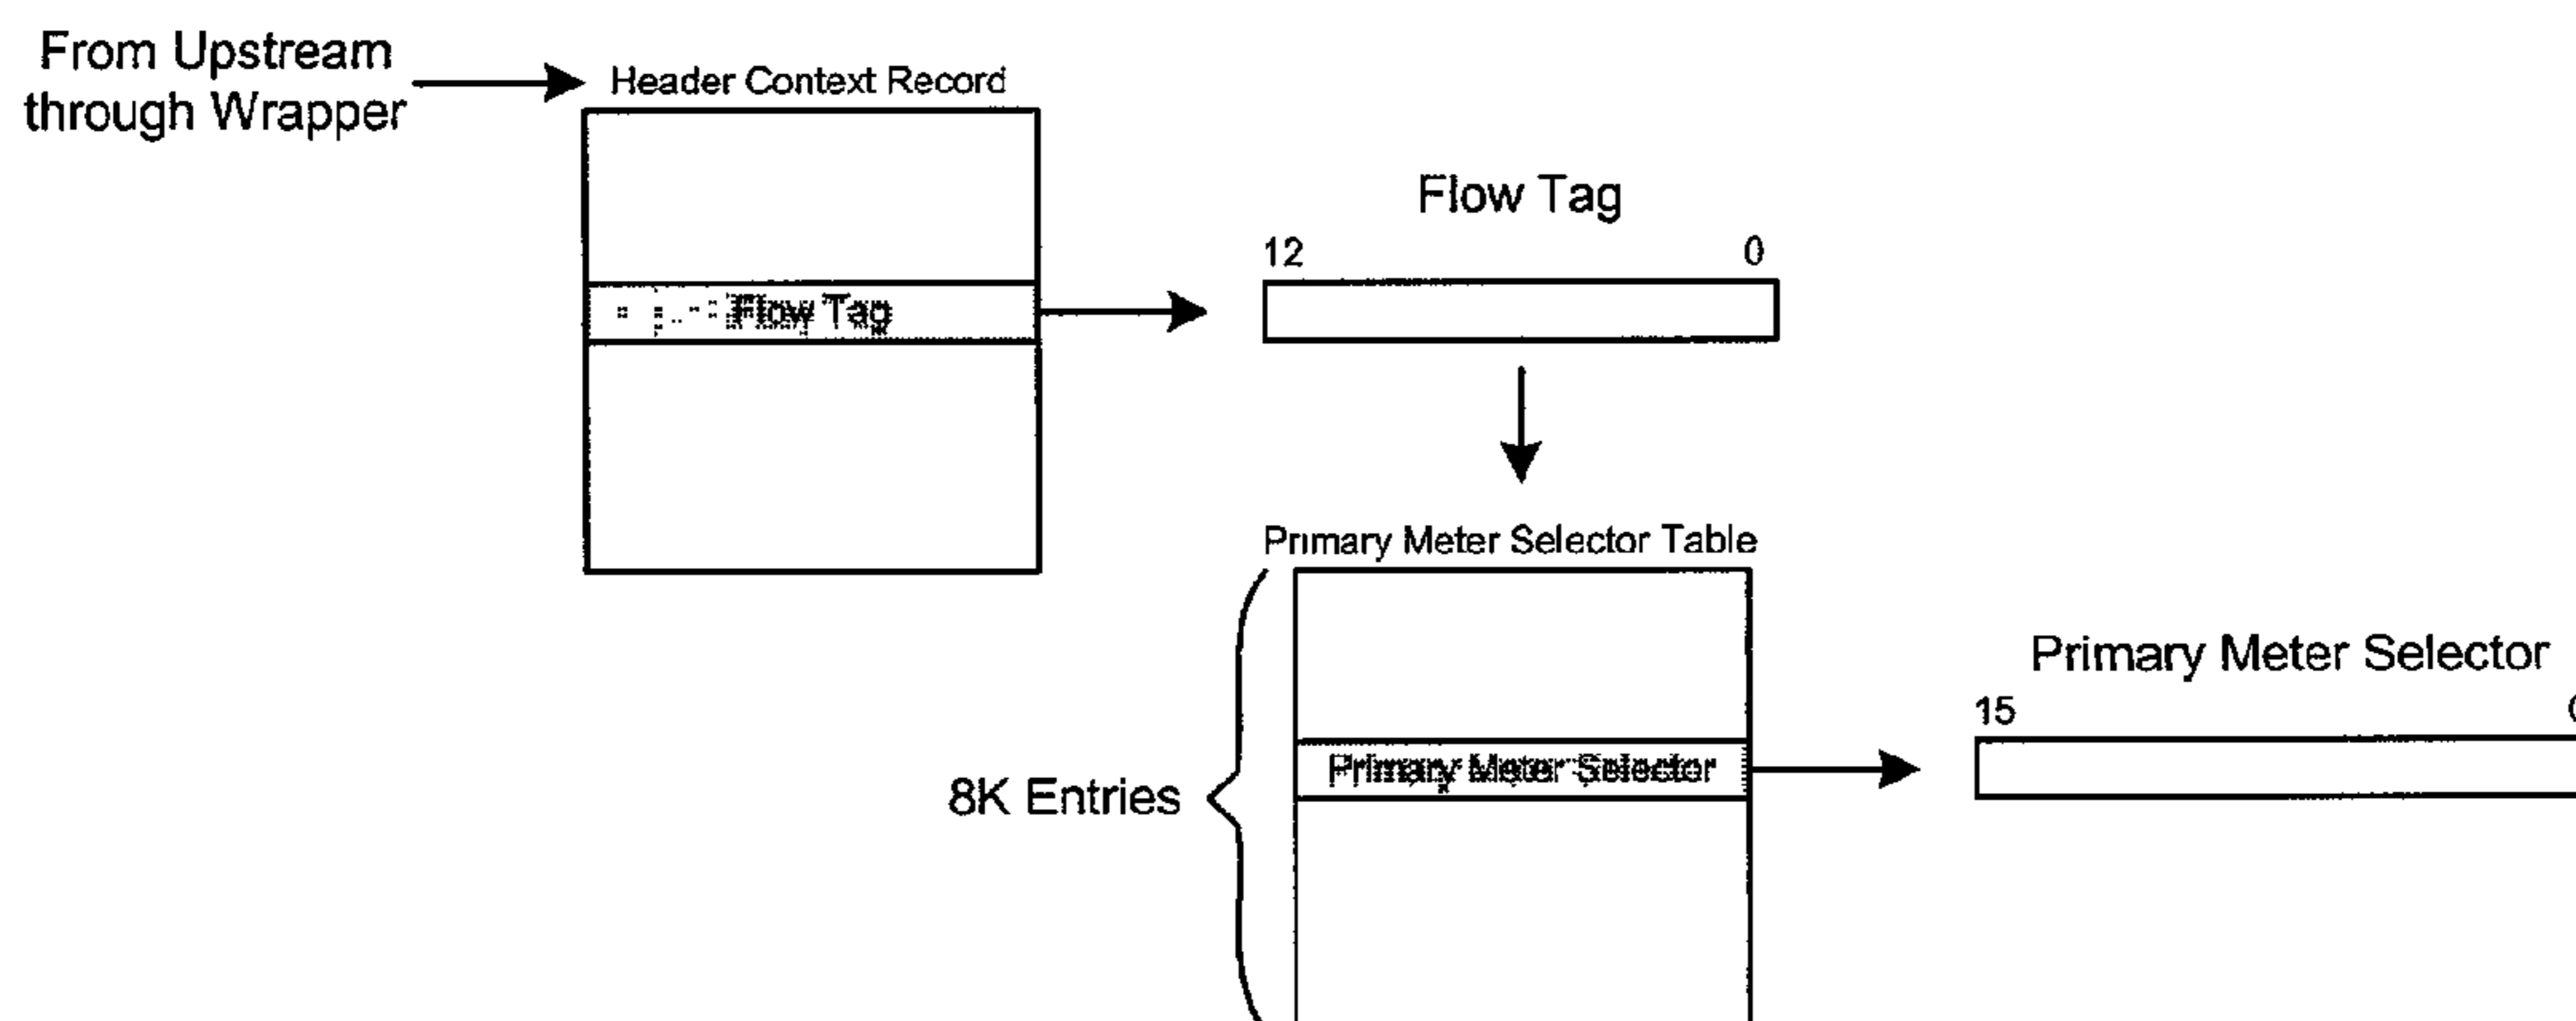 From Upstream
through Wrapper
Header Context Record
Flow Tag
12 0
Flow Tag
Primary Meter Selector Table
Primary Meter Selector
15
Primary Meter Selector
8K Entries